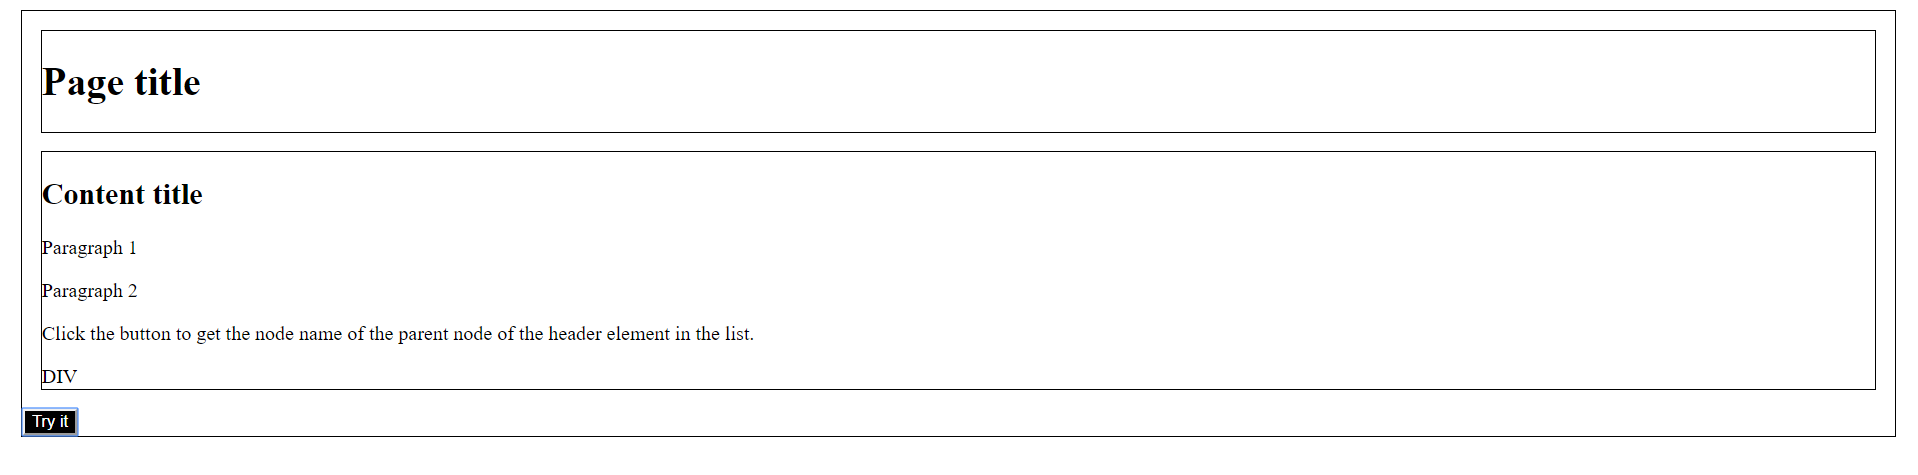 Page title
Content title
Paragraph 1
Paragraph 2
Click the button to get the node name of the parent node of the header element in the list.
DIV
Try it